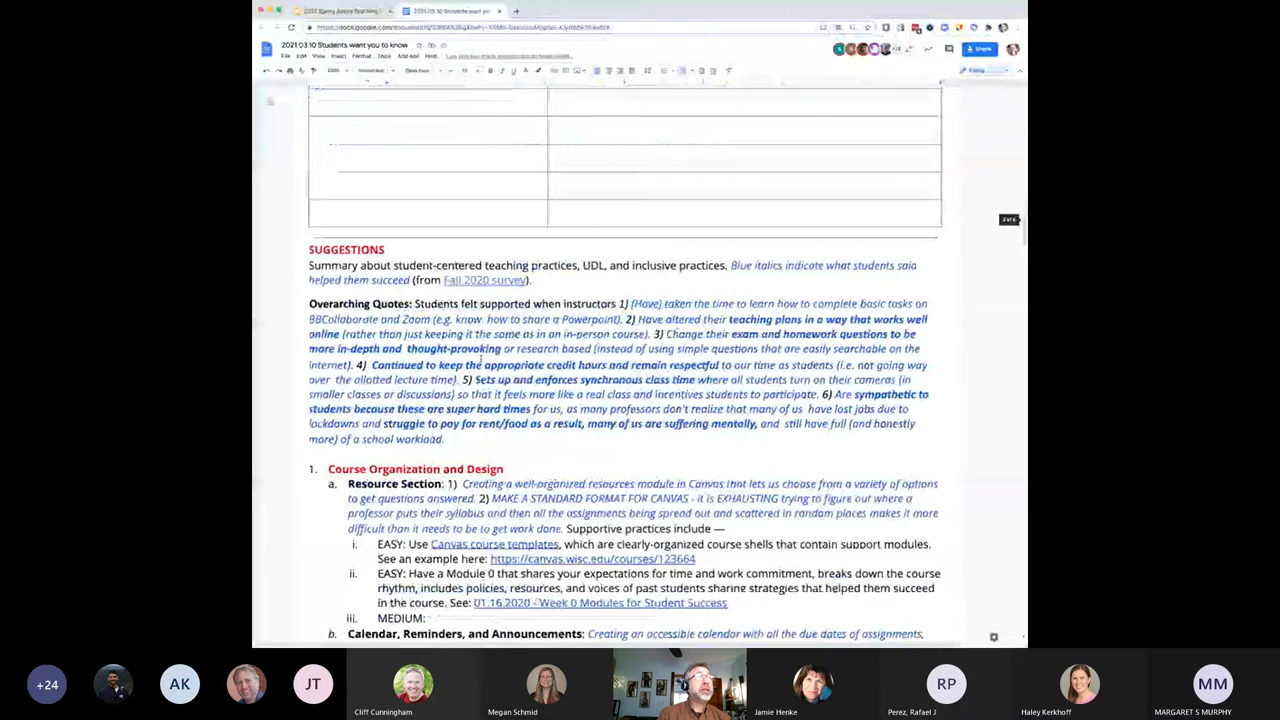 2021.03.10 Students want you to know
File Edit View Insert Format Tools Add-ons Help
Share
Editing
2 of 6
SUGGESTIONS
Summary about student-centered teaching practices, UDL, and inclusive practices. Blue italics indicate what students said
helped them succeed (from Fall 2020 survey).
Overarching Quotes: Students felt supported when instructors 1) (Have) taken the time to learn how to complete basic tasks on
BBCollaborate and Zoom (e.g. know how to share a Powerpoint). 2) Have altered their teaching plans in a way that works well
online (rather than just keeping it the same as in an in-person course). 3) Change their exam and homework questions to be
more in-depth and thought-provoking or research based (instead of using simple questions that are easily searchable on the
internet). 4) Continued to keep the appropriate credit hours and remain respectful to our time as students (i.e. not going way
over the allotted lecture time). 5) Sets up and enforces synchronous class time where all students turn on their cameras (in
smaller classes or discussions) so that it feels more like a real class and incentives students to participate. 6) Are sympathetic to
students because these are super hard times for us, as many professors don't realize that many of us have lost jobs due to
lockdowns and struggle to pay for rent/food as a result, many of us are suffering mentally, and still have full (and honestly
more) of a school workload.
1. Course Organization and Design
a. Resource Section: 1) Creating a well-organized resources module in Canvas that lets us choose from a variety of options
to get questions answered. 2) MAKE A STANDARD FORMAT FOR CANVAS - it is EXHAUSTING trying to figure out where a
professor puts their syllabus and then all the assignments being spread out and scattered in random places makes it more
difficult than it needs to be to get work done. Supportive practices include —
i. EASY: Use Canvas course templates, which are clearly-organized course shells that contain support modules.
See an example here: https://canvas.wisc.edu/courses/123664
ii. EASY: Have a Module 0 that shares your expectations for time and work commitment, breaks down the course
rhythm, includes policies, resources, and voices of past students sharing strategies that helped them succeed
in the course. See: 01.16.2020 - Week 0 Modules for Student Success
iii. MEDIUM:
b. Calendar, Reminders, and Announcements: Creating an accessible calendar with all the due dates of assignments,
+24
AK
JT
RP
MM
Cliff Cunningham
Megan Schmid
Jamie Henke
Perez, Rafael J
Haley Kerkhoff
MARGARET S MURPHY